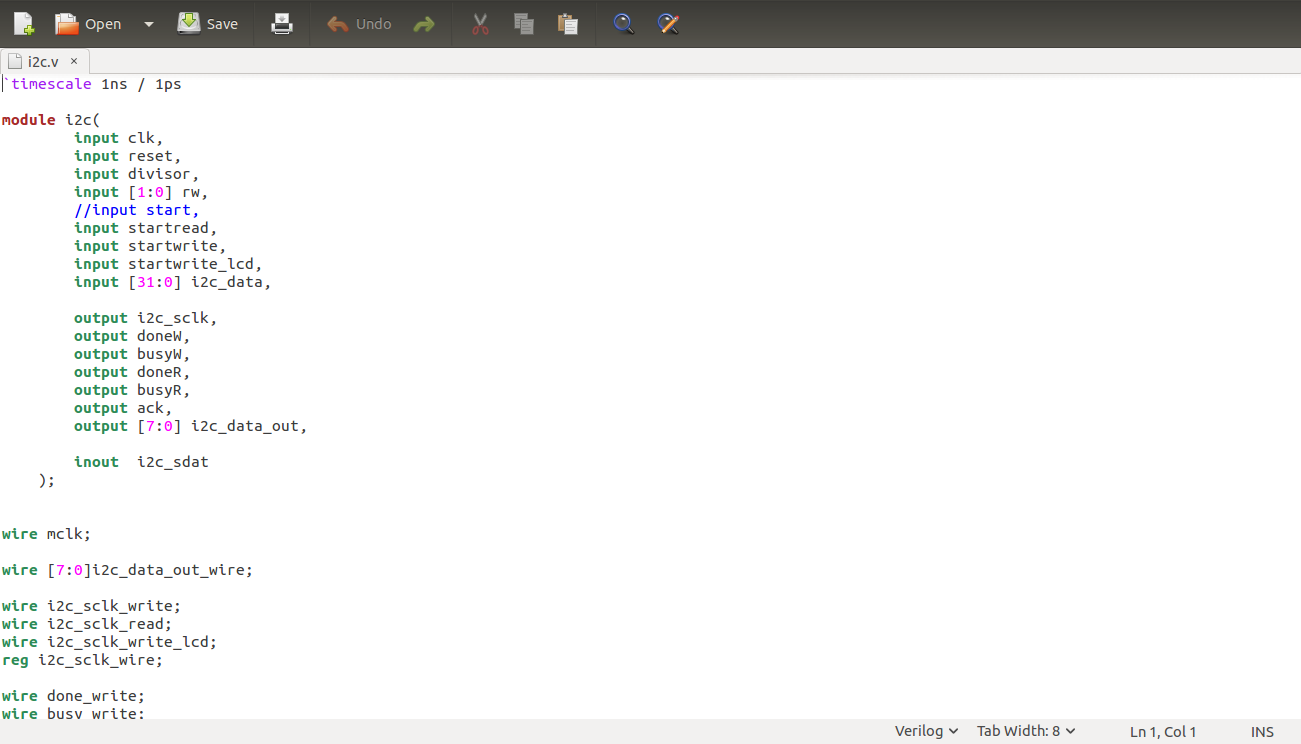 Open Save Undo
i2c.v ×
`timescale 1ns / 1ps
module i2c(
input clk,
input reset,
input divisor,
input [1:0] rw,
//input start,
input startread,
input startwrite,
input startwrite_lcd,
input [31:0] i2c_data,
output i2c_sclk,
output doneW,
output busyW,
output doneR,
output busyR,
output ack,
output [7:0] i2c_data_out,
inout  i2c_sdat
);
wire mclk;
wire [7:0]i2c_data_out_wire;
wire i2c_sclk_write;
wire i2c_sclk_read;
wire i2c_sclk_write_lcd;
reg i2c_sclk_wire;
wire done_write;
wire busy_write;
Verilog Tab Width: 8 Ln 1, Col 1 INS